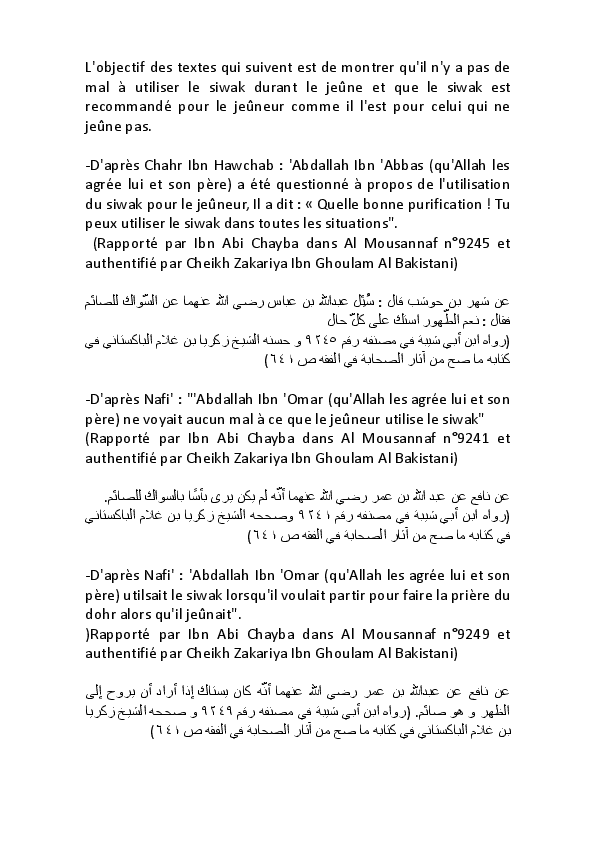 L'objectif des textes qui suivent est de montrer qu'il n'y a pas de
mal à utiliser le siwak durant le jeûne et que le siwak est
recommandé pour le jeûneur comme il l'est pour celui qui ne
jeûne pas.
-D'après Chahr Ibn Hawchab : 'Abdallah Ibn 'Abbas (qu'Allah les
agrée lui et son père) a été questionné à propos de l'utilisation
du siwak pour le jeûneur, Il a dit : « Quelle bonne purification ! Tu
peux utiliser le siwak dans toutes les situations".
(Rapporté par Ibn Abi Chayba dans Al Mousannaf n°9245 et
authentifié par Cheikh Zakariya Ibn Ghoulam Al Bakistani)
عن شهر بن حوشب قال : سُئِل عبدالله بن عباس رضي الله عنهما عن السّواك للصائم
فقال : نعم الطّهور استك على كلّ حال
(رواه ابن أبي شيبة في مصنفه رقم ٩٢٤٥ و حسنه الشيخ زكريا بن غلام الباكستاني في
كتابه ما صح من آثار الصحابة في الفقه ص ٦٤١)
-D'après Nafi' : "'Abdallah Ibn 'Omar (qu'Allah les agrée lui et son
père) ne voyait aucun mal à ce que le jeûneur utilise le siwak"
(Rapporté par Ibn Abi Chayba dans Al Mousannaf n°9241 et
authentifié par Cheikh Zakariya Ibn Ghoulam Al Bakistani)
عن نافع عن عبد الله بن عمر رضي الله عنهما أنّه لم يكن يرى بأسًا بالسواك للصائم.
(رواه ابن أبي شيبة في مصنفه رقم ٩٢٤١ وصححه الشيخ زكريا بن غلام الباكستاني
في كتابه ما صح من آثار الصحابة في الفقه ص ٦٤١)
-D'après Nafi' : 'Abdallah Ibn 'Omar (qu'Allah les agrée lui et son
père) utilsait le siwak lorsqu'il voulait partir pour faire la prière du
dohr alors qu'il jeûnait".
)Rapporté par Ibn Abi Chayba dans Al Mousannaf n°9249 et
authentifié par Cheikh Zakariya Ibn Ghoulam Al Bakistani)
عن نافع عن عبدالله بن عمر رضي الله عنهما أنّه كان يستاك إذا أراد أن يروح إلى
الظهر و هو صائم. (رواه ابن أبي شيبة في مصنفه رقم ٩٢٤٩ و صححه الشيخ زكريا
بن غلام الباكستاني في كتابه ما صح من آثار الصحابة في الفقه ص ٦٤١)